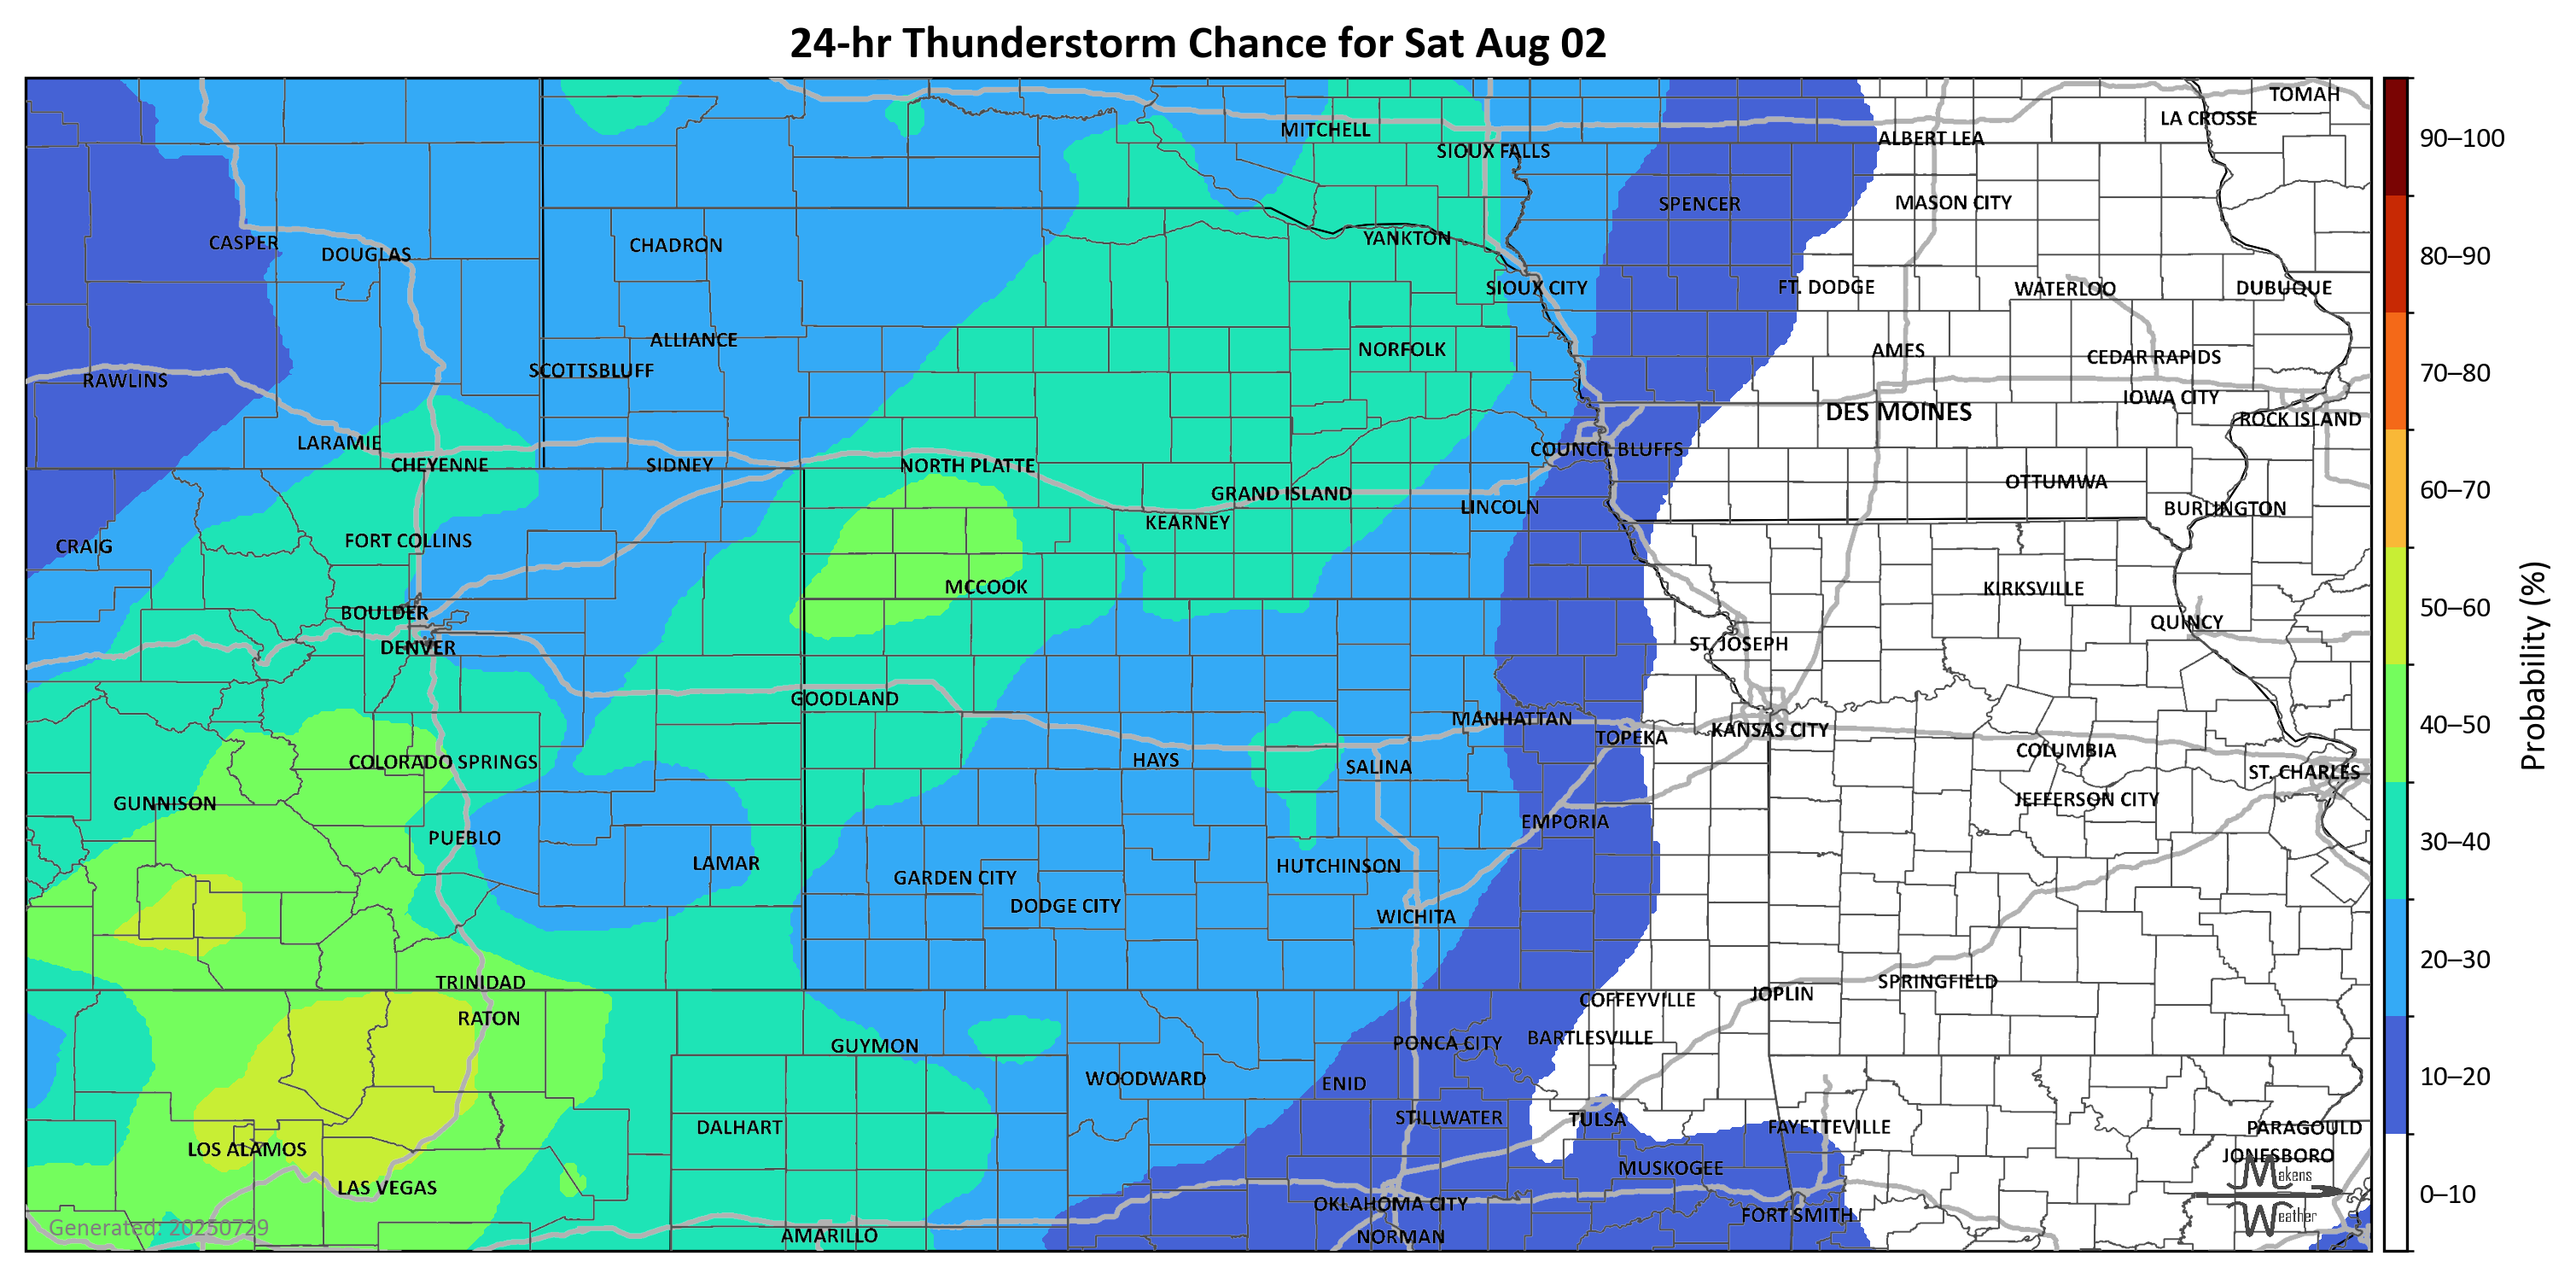 24-hr Thunderstorm Chance for Sat Aug 02
TOMAH
LA CROSSE
MITCHELL
ALBERT LEA
SIOUX FALLS
SPENCER
MASON CITY
YANKTON
CASPER
DOUGLAS
CHADRON
SIOUX CITY
FT. DODGE
WATERLOO
DUBUQUE
ALLIANCE
NORFOLK
AMES
CEDAR RAPIDS
SCOTTSBLUFF
RAWLINS
IOWA CITY
DES MOINES
ROCK ISLAND
LARAMIE
COUNCIL BLUFFS
CHEYENNE
SIDNEY
NORTH PLATTE
OTTUMWA
GRAND ISLAND
LINCOLN
BURLINGTON
KEARNEY
CRAIG
FORT COLLINS
MCCOOK
KIRKSVILLE
BOULDER
QUINCY
DENVER
ST. JOSEPH
GOODLAND
MANHATTAN
TOPEKA
KANSAS CITY
COLUMBIA
COLORADO SPRINGS
HAYS
SALINA
ST. CHARLES
GUNNISON
JEFFERSON CITY
PUEBLO
EMPORIA
LAMAR
HUTCHINSON
GARDEN CITY
DODGE CITY
WICHITA
TRINIDAD
SPRINGFIELD
COFFEYVILLE
JOPLIN
RATON
BARTLESVILLE
GUYMON
PONCA CITY
WOODWARD
ENID
STILLWATER
TULSA
DALHART
FAYETTEVILLE
PARAGOULD
LOS ALAMOS
JONESBORO
MUSKOGEE
LAS VEGAS
OKLAHOMA CITY
FORT SMITH
AMARILLO
NORMAN
Generated: 20250729
Makens
Weather
90–100
80–90
70–80
60–70
50–60
40–50
30–40
20–30
10–20
0–10
Probability (%)